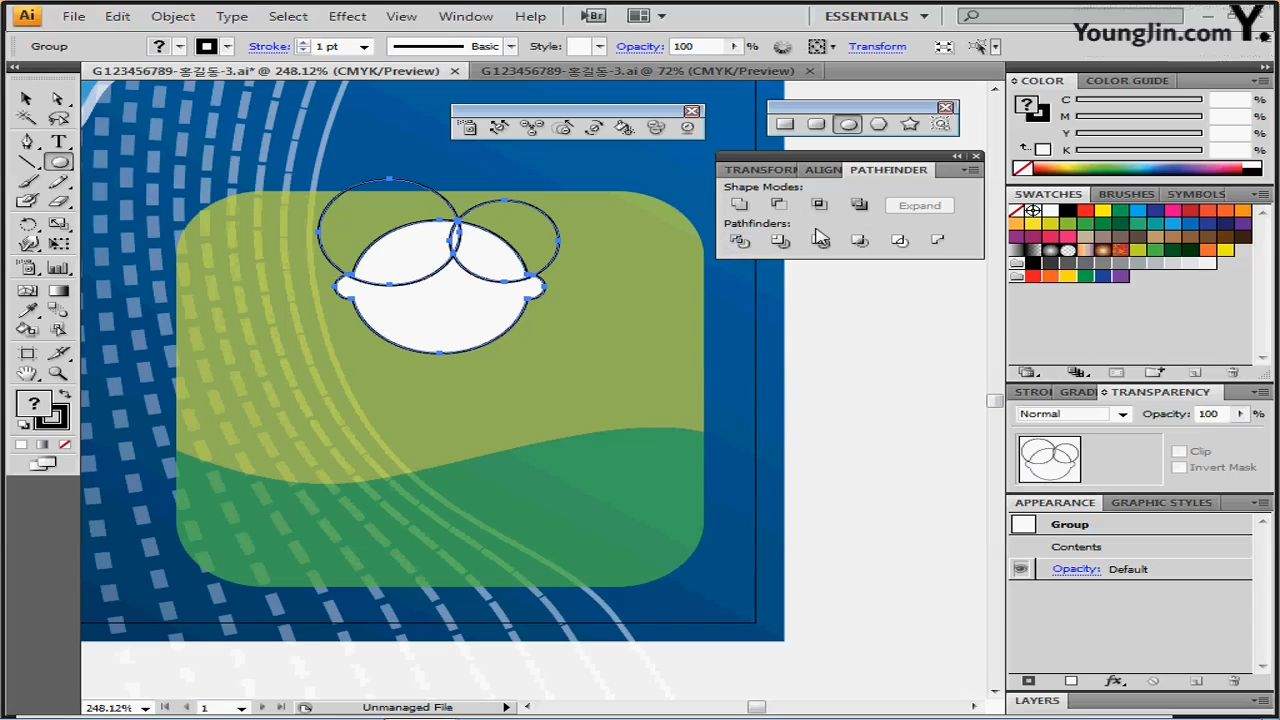 Ai File Edit Object Type Select Effect View Window Help Br ESSENTIALS
YoungJin.com Y.
Group ? Stroke: 1 pt Basic Style: Opacity: 100 % Transform
G123456789-홍길동-3.ai* @ 248.12% (CMYK/Preview) G123456789-홍길동-3.ai @ 72% (CMYK/Preview)
COLOR COLOR GUIDE
? C %
M %
Y %
K %
TRANSFORM ALIGN PATHFINDER
Shape Modes:
Expand
Pathfinders:
SWATCHES BRUSHES SYMBOLS
?
STRO GRADI TRANSPARENCY
Normal Opacity: 100 %
Clip
Invert Mask
APPEARANCE GRAPHIC STYLES
Group
Contents
Opacity: Default
fx
LAYERS
248.12% 1 Unmanaged File